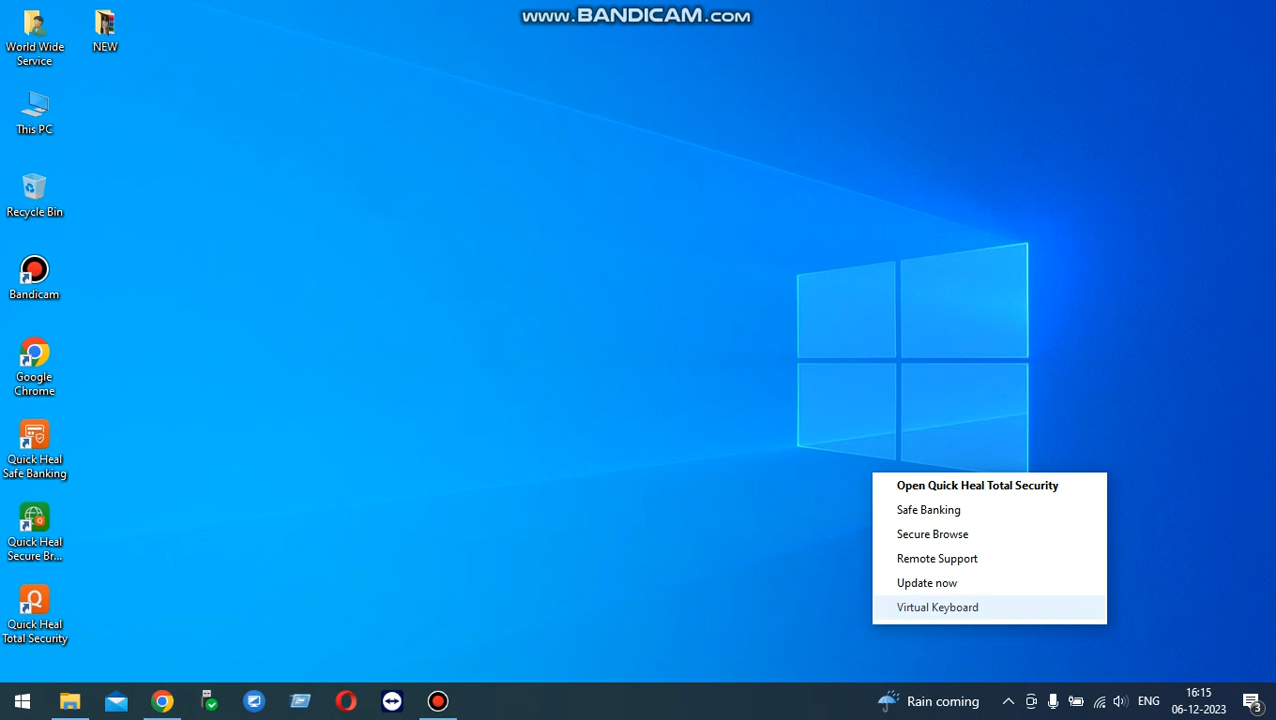 www.BANDICAM.com
World Wide
Service
NEW
This PC
Recycle Bin
Bandicam
Google
Chrome
Quick Heal
Safe Banking
Quick Heal
Secure Br...
Quick Heal
Total Security
Open Quick Heal Total Security
Safe Banking
Secure Browse
Remote Support
Update now
Virtual Keyboard
Rain coming
ENG
16:15
06-12-2023
3